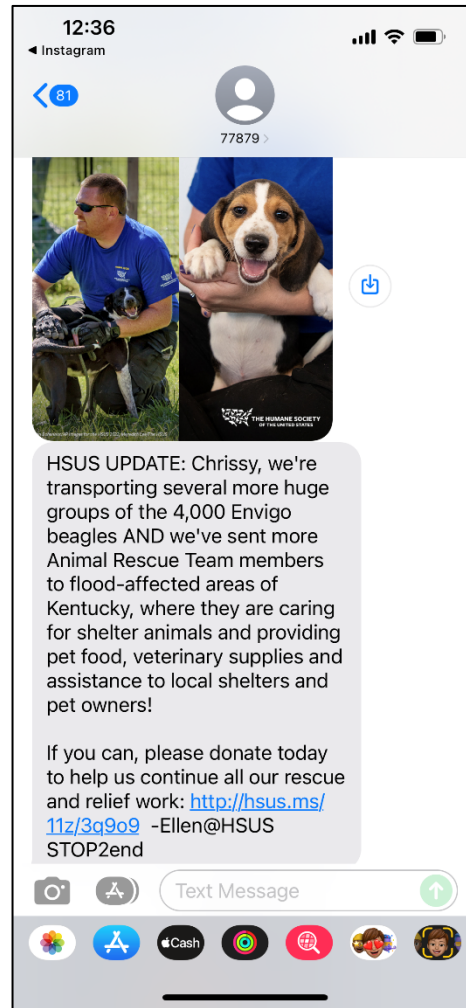 12:36
◀ Instagram
81
77879 >
THE HUMANE SOCIETY
OF THE UNITED STATES
HSUS UPDATE: Chrissy, we're
transporting several more huge
groups of the 4,000 Envigo
beagles AND we've sent more
Animal Rescue Team members
to flood-affected areas of
Kentucky, where they are caring
for shelter animals and providing
pet food, veterinary supplies and
assistance to local shelters and
pet owners!
If you can, please donate today
to help us continue all our rescue
and relief work: http://hsus.ms/
11z/3q9o9 -Ellen@HSUS
STOP2end
Text Message
Cash